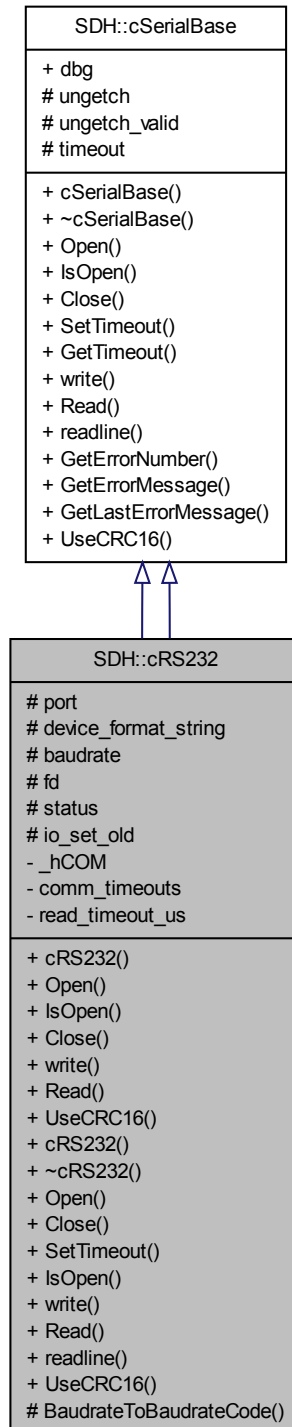 SDH::cSerialBase
+ dbg
# ungetch
# ungetch_valid
# timeout
+ cSerialBase()
+ ~cSerialBase()
+ Open()
+ IsOpen()
+ Close()
+ SetTimeout()
+ GetTimeout()
+ write()
+ Read()
+ readline()
+ GetErrorNumber()
+ GetErrorMessage()
+ GetLastErrorMessage()
+ UseCRC16()
SDH::cRS232
# port
# device_format_string
# baudrate
# fd
# status
# io_set_old
- _hCOM
- comm_timeouts
- read_timeout_us
+ cRS232()
+ Open()
+ IsOpen()
+ Close()
+ write()
+ Read()
+ UseCRC16()
+ cRS232()
+ ~cRS232()
+ Open()
+ Close()
+ SetTimeout()
+ IsOpen()
+ write()
+ Read()
+ readline()
+ UseCRC16()
# BaudrateToBaudrateCode()